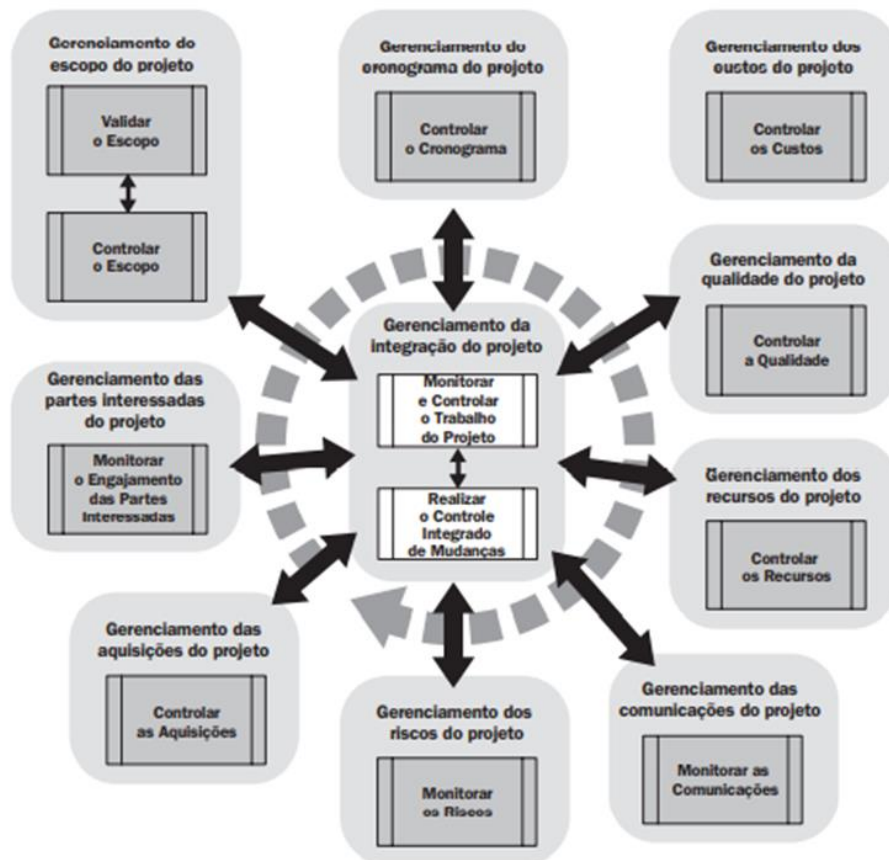 Gerenciamento do
escopo do projeto
Validar
o Escopo
Controlar
o Escopo
Gerenciamento do
cronograma do projeto
Controlar
o Cronograma
Gerenciamento dos
custos do projeto
Controlar
os Custos
Gerenciamento da
qualidade do projeto
Controlar
a Qualidade
Gerenciamento da
integração do projeto
Monitorar
e Controlar
o Trabalho
do Projeto
Realizar
o Controle
Integrado
de Mudanças
Gerenciamento das
partes interessadas
do projeto
Monitorar
o Engajamento
das Partes
Interessadas
Gerenciamento dos
recursos do projeto
Controlar
os Recursos
Gerenciamento das
aquisições do projeto
Controlar
as Aquisições
Gerenciamento dos
riscos do projeto
Monitorar
os Riscos
Gerenciamento das
comunicações do projeto
Monitorar as
Comunicações